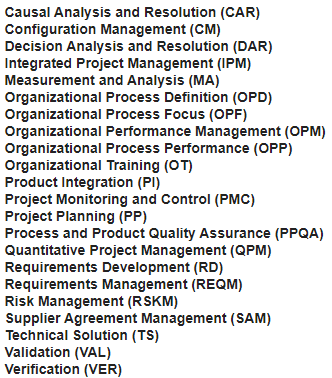 Causal Analysis and Resolution (CAR)
Configuration Management (CM)
Decision Analysis and Resolution (DAR)
Integrated Project Management (IPM)
Measurement and Analysis (MA)
Organizational Process Definition (OPD)
Organizational Process Focus (OPF)
Organizational Performance Management (OPM)
Organizational Process Performance (OPP)
Organizational Training (OT)
Product Integration (PI)
Project Monitoring and Control (PMC)
Project Planning (PP)
Process and Product Quality Assurance (PPQA)
Quantitative Project Management (QPM)
Requirements Development (RD)
Requirements Management (REQM)
Risk Management (RSKM)
Supplier Agreement Management (SAM)
Technical Solution (TS)
Validation (VAL)
Verification (VER)